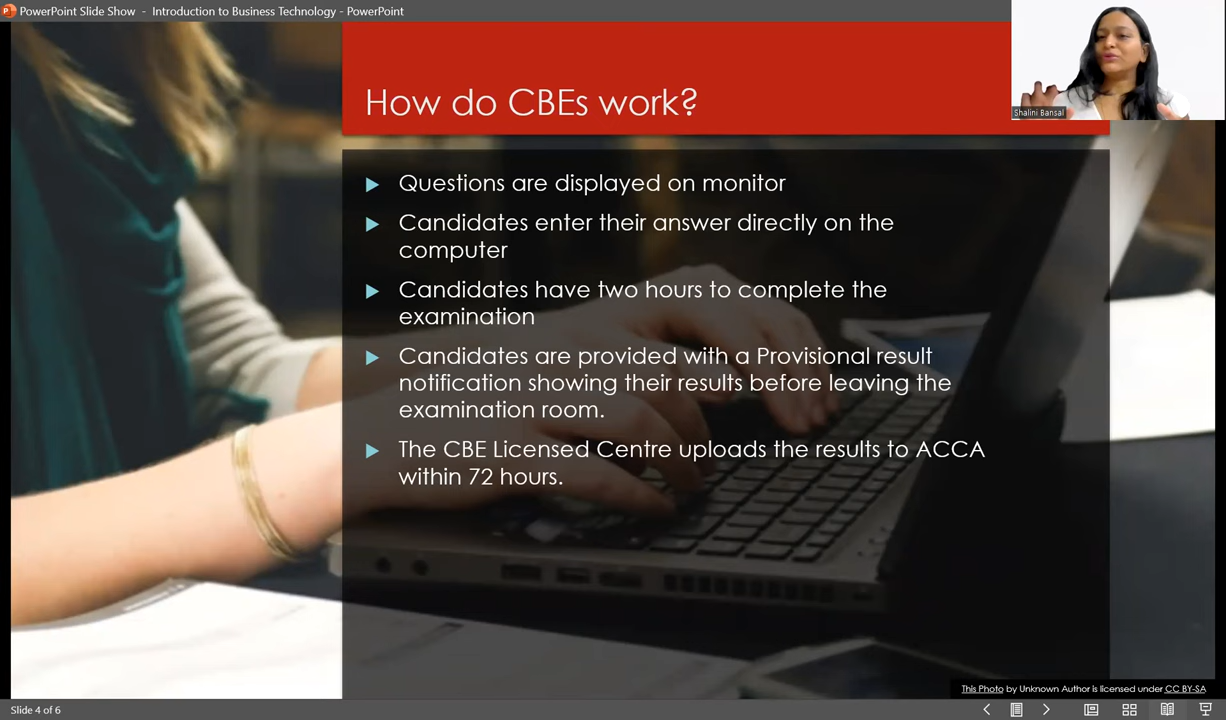 PowerPoint Slide Show - Introduction to Business Technology - PowerPoint
Shalini Bansal
How do CBEs work?
Questions are displayed on monitor
Candidates enter their answer directly on the
computer
Candidates have two hours to complete the
examination
Candidates are provided with a Provisional result
notification showing their results before leaving the
examination room.
The CBE Licensed Centre uploads the results to ACCA
within 72 hours.
This Photo by Unknown Author is licensed under CC BY-SA
Slide 4 of 6